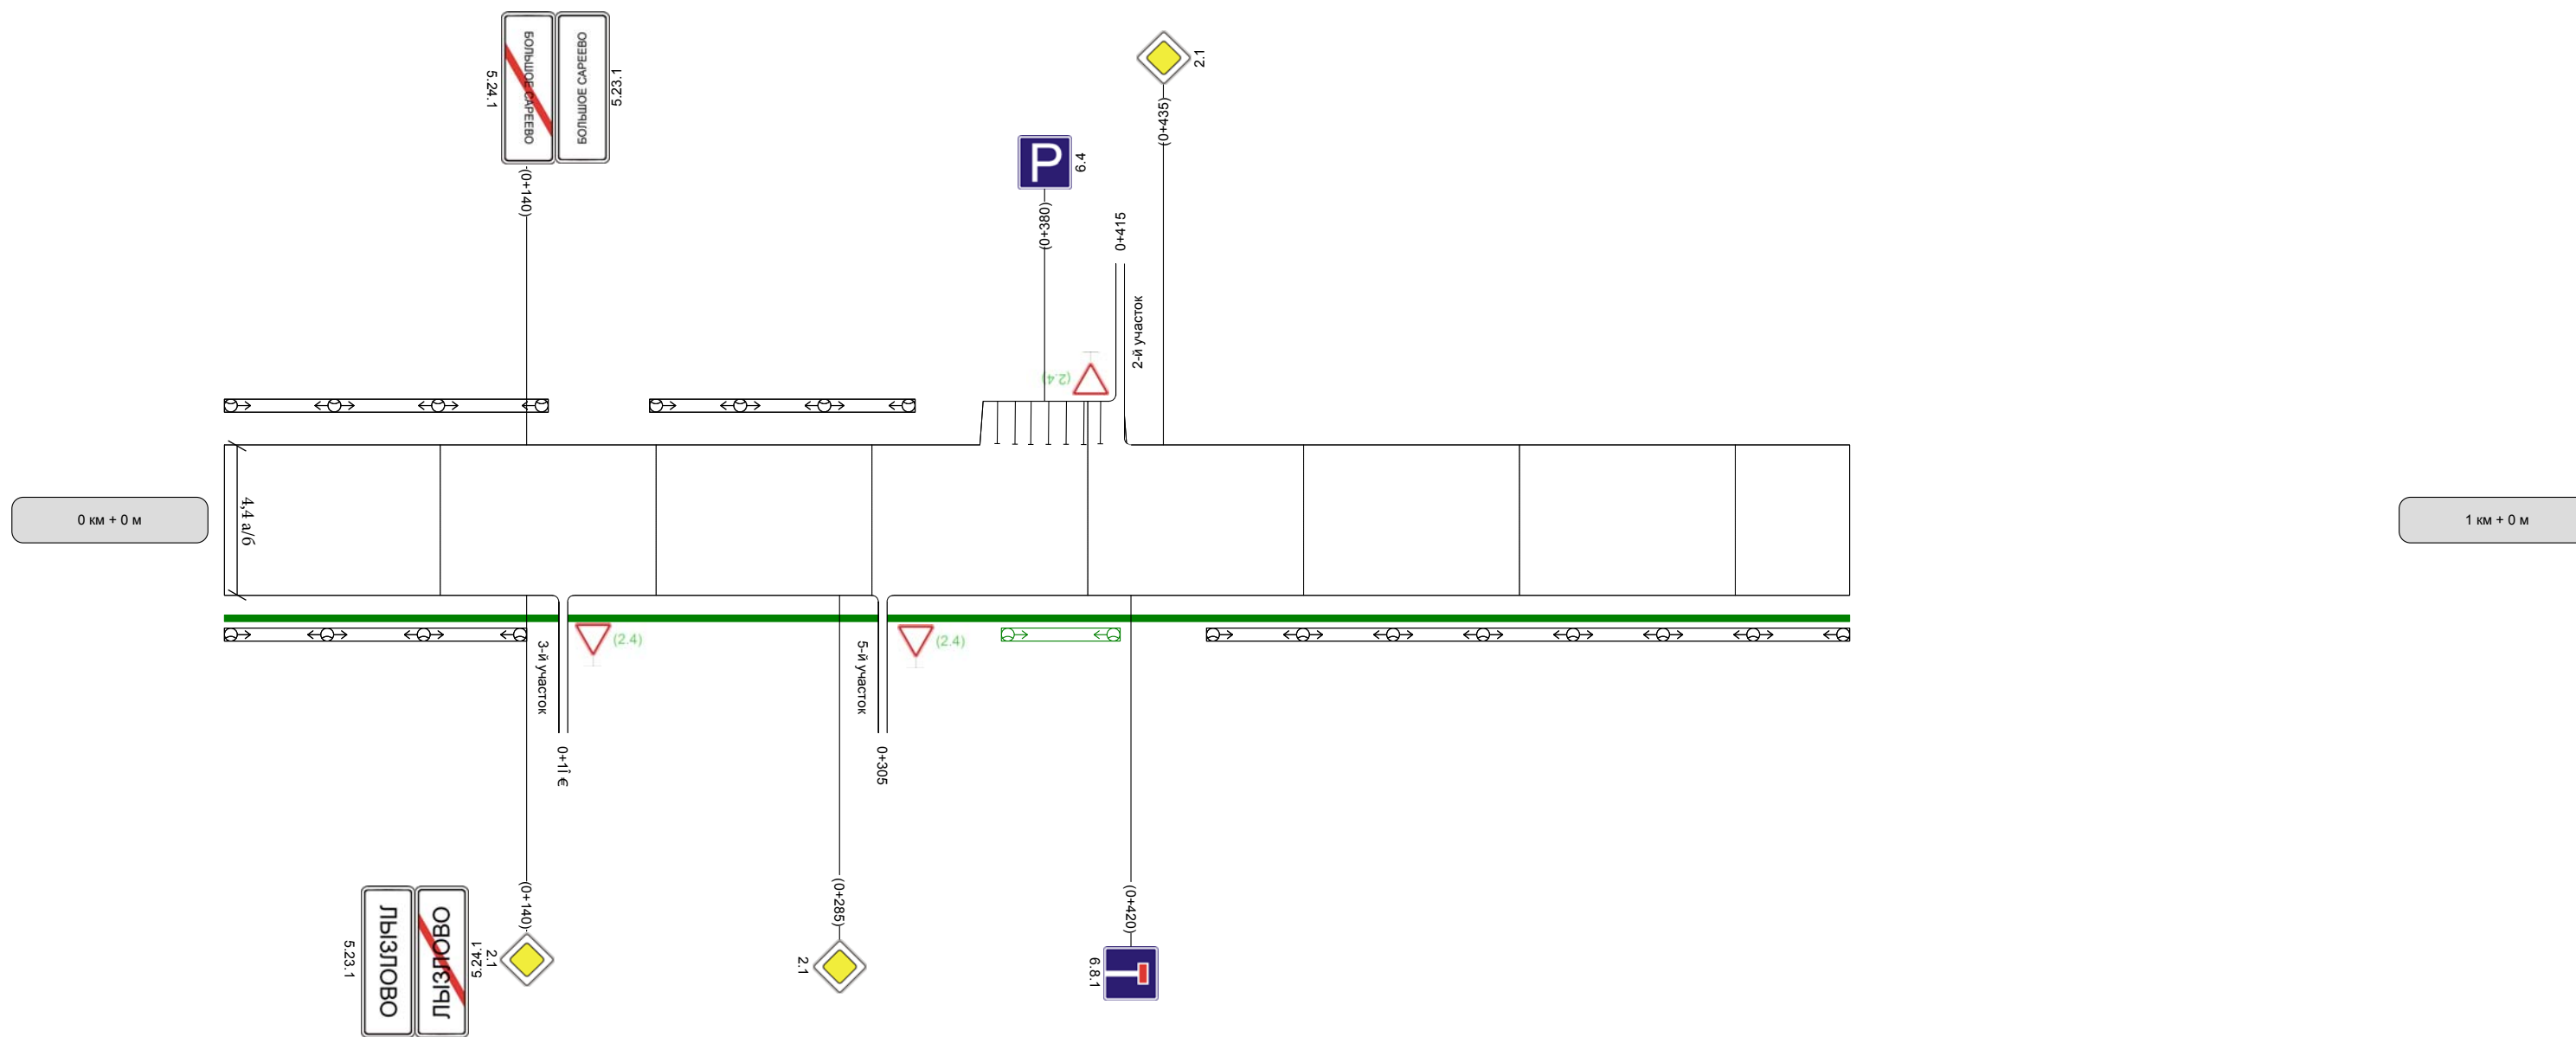 БОЛЬШОЕ САРЕЕВО
БОЛЬШОЕ САРЕЕВО
5.24.1
5.23.1
(0+140)
2.1
(0+435)
P
6.4
(0+380)
0+415
2-й участок
(2.4)
0 км + 0 м
4,4 а/б
1 км + 0 м
3-й участок
(2.4)
5-й участок
(2.4)
0+1Ї €
0+305
(0+140)
(0+285)
(0+420)
ЛЫЗЛОВО
ЛЫЗЛОВО
5.23.1
5.24.1
2.1
2.1
6.8.1